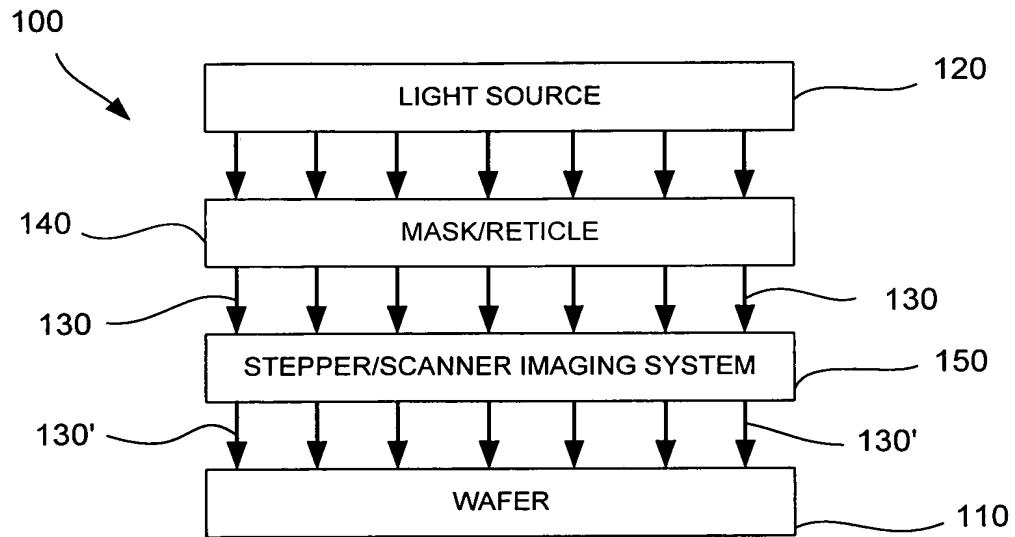 100
LIGHT SOURCE
120
140
MASK/RETICLE
130
130
STEPPER/SCANNER IMAGING SYSTEM
150
130'
130'
WAFER
110